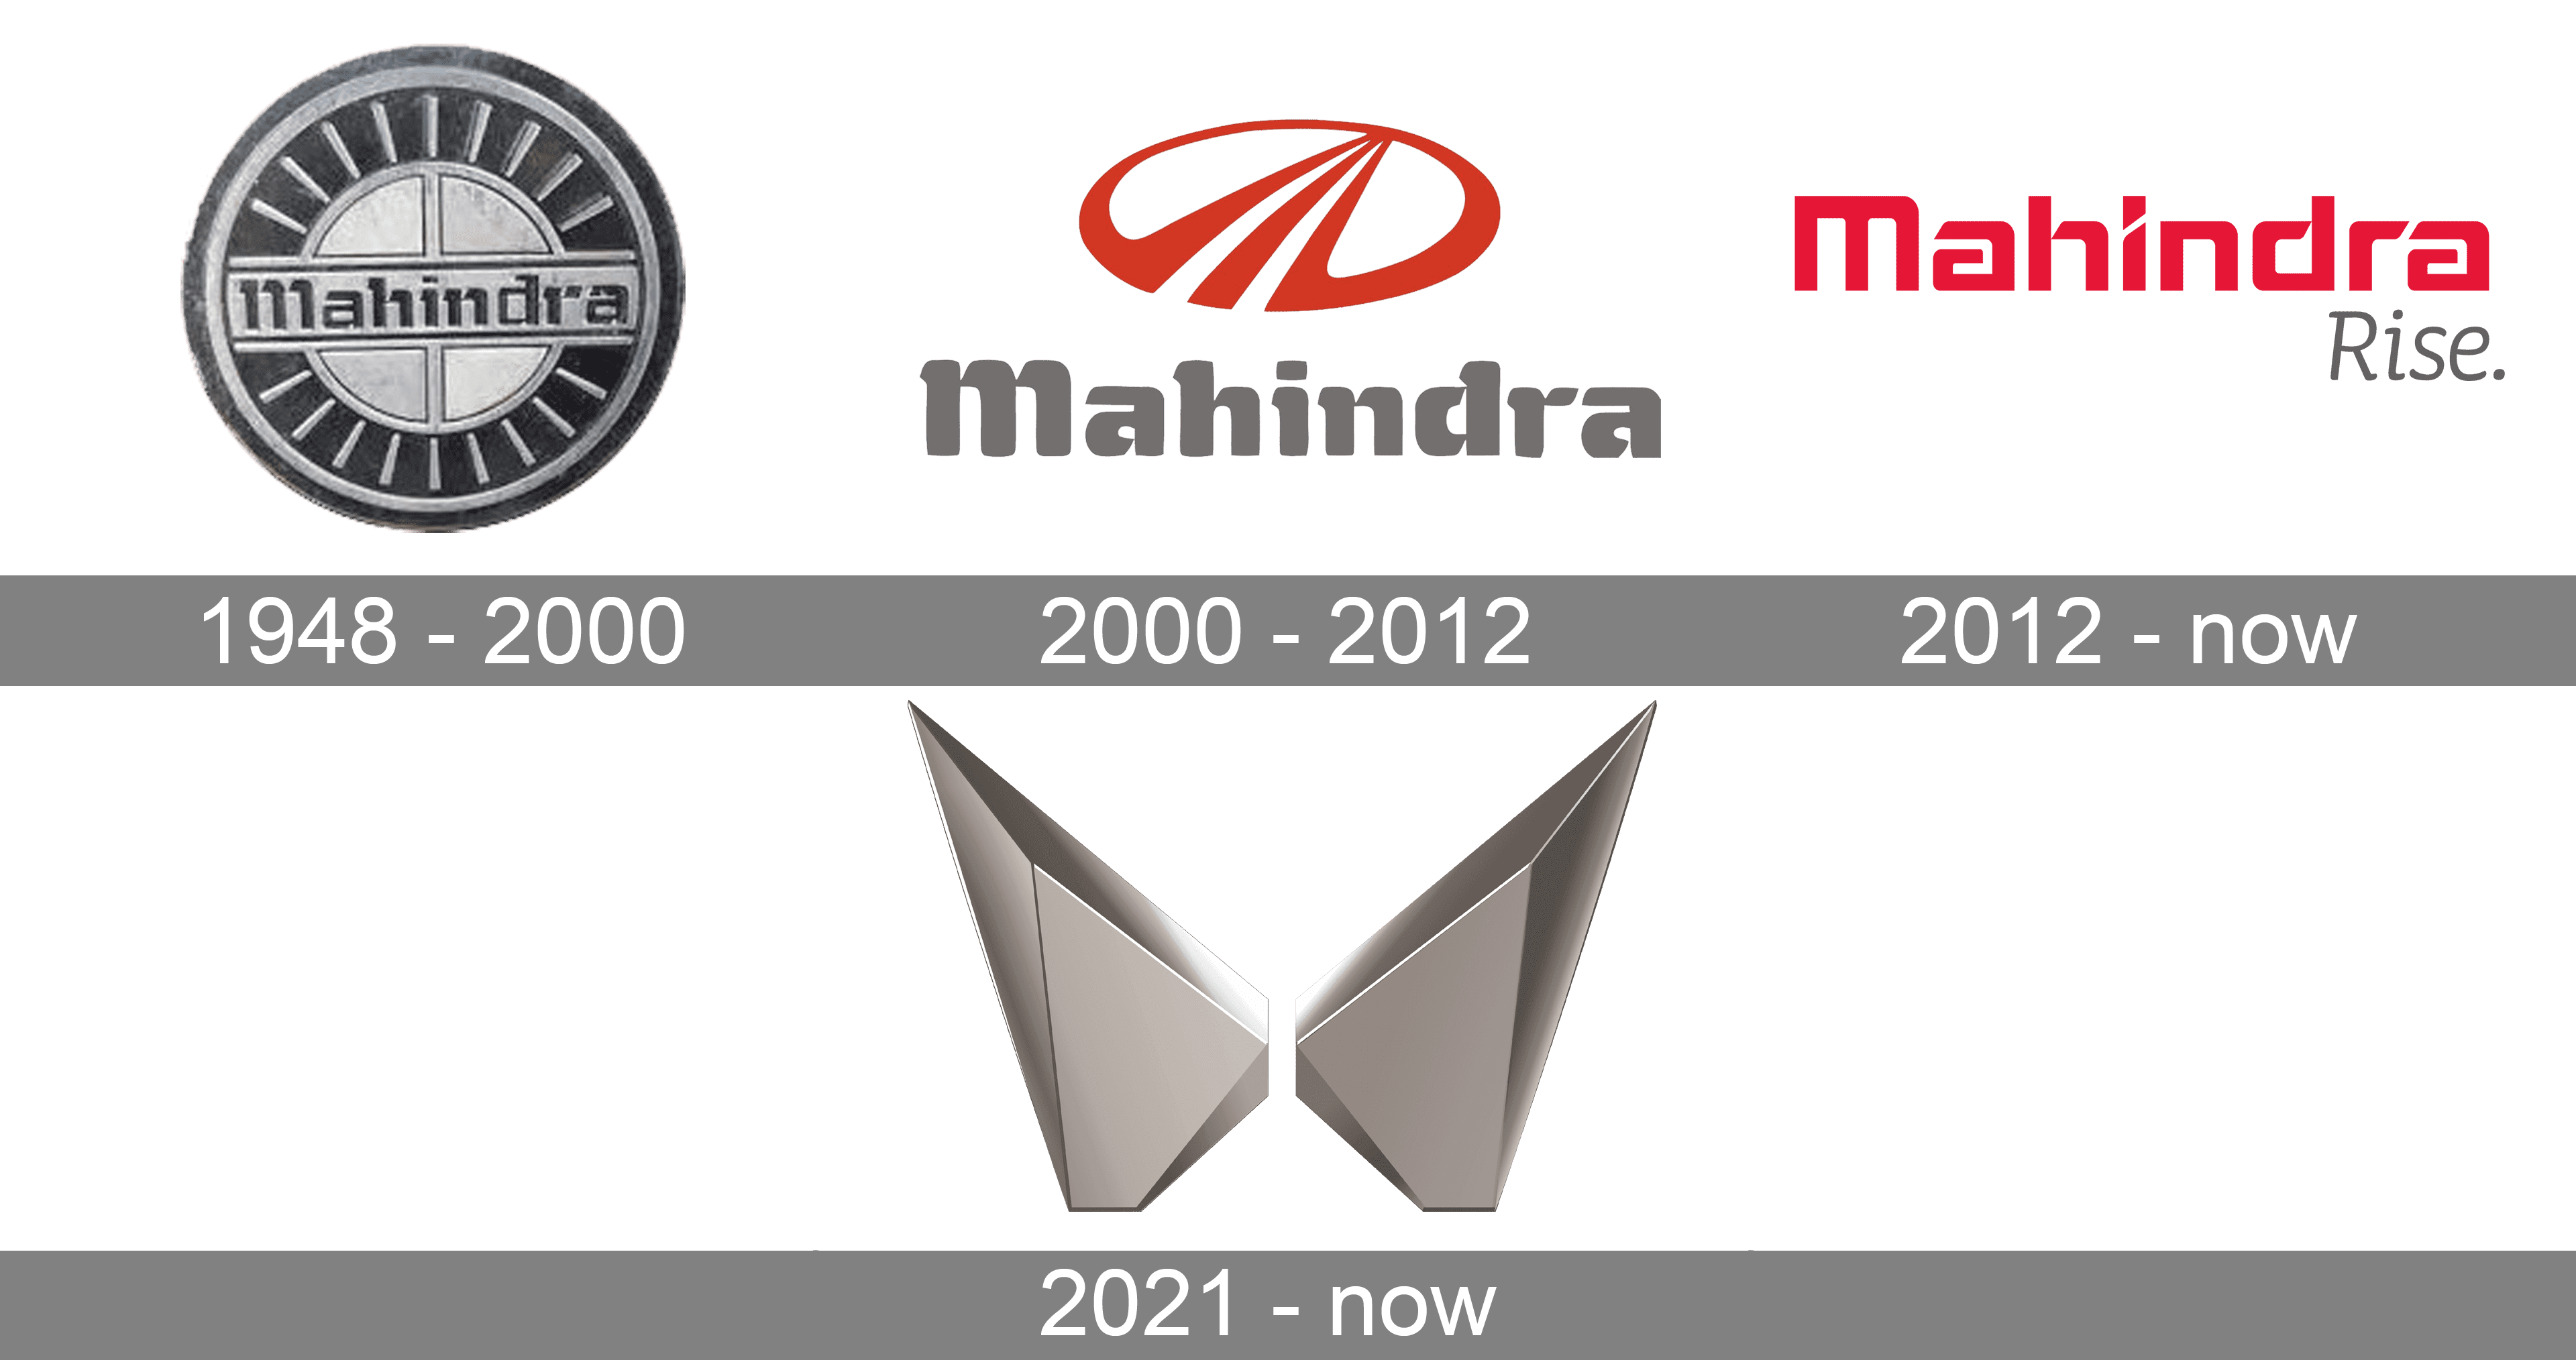 Mahindra
Mahindra
Mahindra
Rise.
1948 - 2000
2000 - 2012
2012 - now
2021 - now